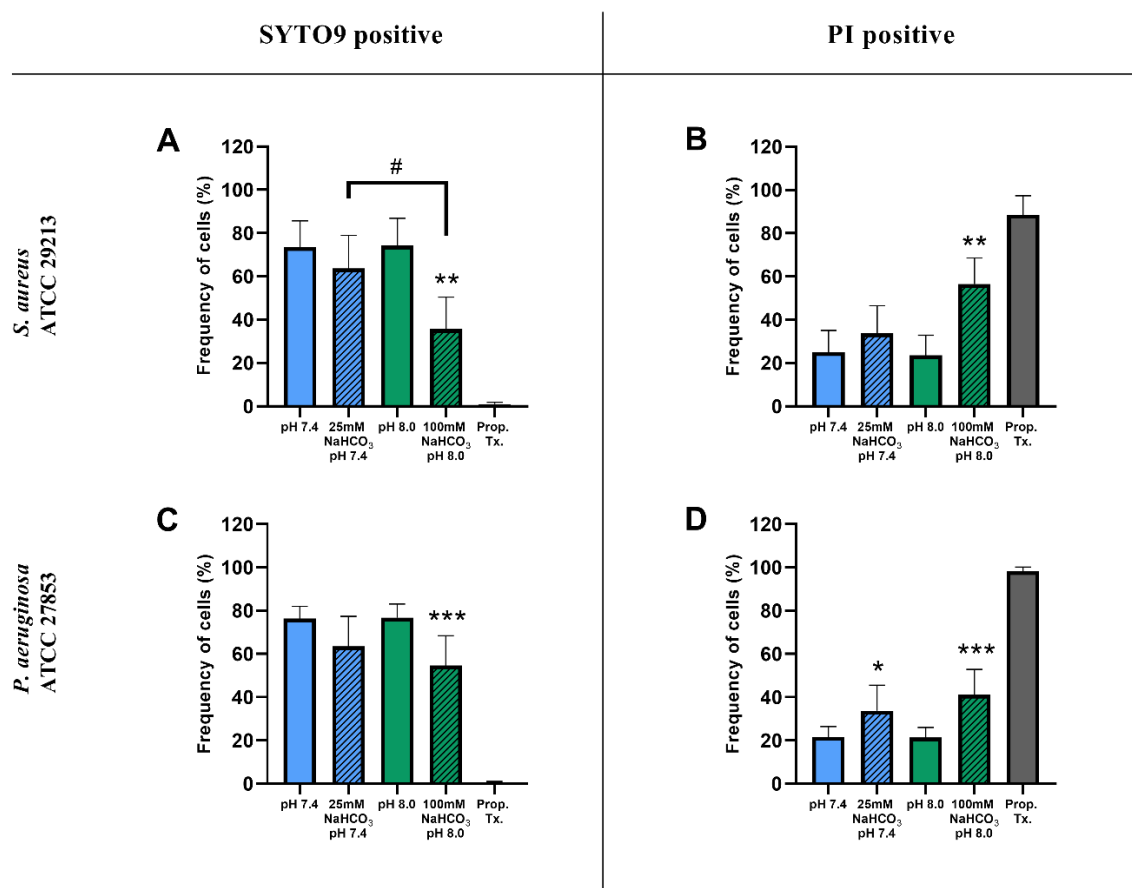 SYTO9 positive
PI positive
S. aureus
ATCC 29213
A
Frequency of cells (%)
120
100
80
60
40
20
0
#
**
pH 7.4
25mM
NaHCO₃
pH 7.4
pH 8.0
100mM
NaHCO₃
pH 8.0
Prop.
Tx.
B
Frequency of cells (%)
120
100
80
60
40
20
0
**
pH 7.4
25mM
NaHCO₃
pH 7.4
pH 8.0
100mM
NaHCO₃
pH 8.0
Prop.
Tx.
P. aeruginosa
ATCC 27853
C
Frequency of cells (%)
120
100
80
60
40
20
0
***
pH 7.4
25mM
NaHCO₃
pH 7.4
pH 8.0
100mM
NaHCO₃
pH 8.0
Prop.
Tx.
D
Frequency of cells (%)
120
100
80
60
40
20
0
*
***
pH 7.4
25mM
NaHCO₃
pH 7.4
pH 8.0
100mM
NaHCO₃
pH 8.0
Prop.
Tx.